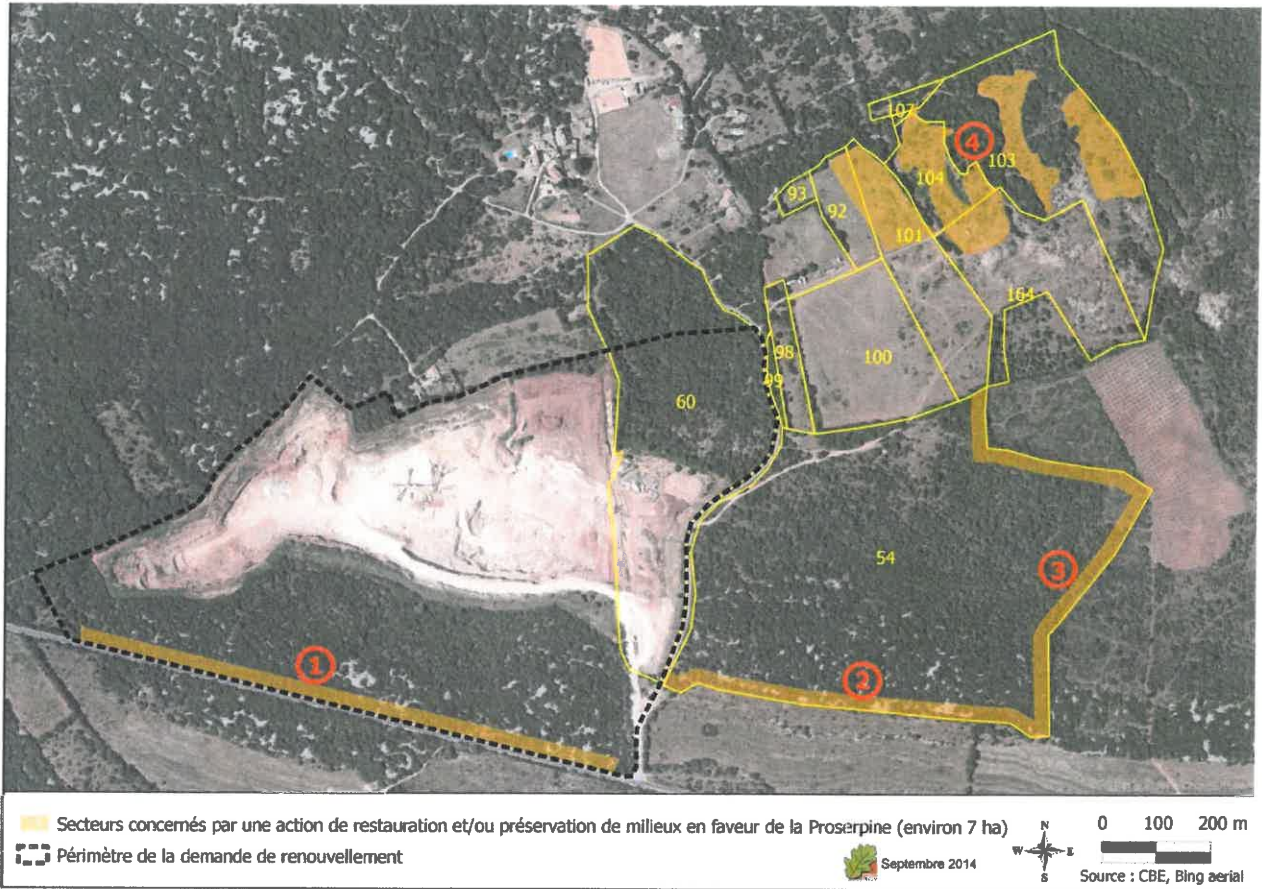 107
4
103
104
93
92
101
164
98
100
99
60
54
3
1
2
Secteurs concernés par une action de restauration et/ou préservation de milieux en faveur de la Proserpine (environ 7 ha)
Périmètre de la demande de renouvellement
Septembre 2014
N
W E
S
0 100 200 m
Source : CBE, Bing aerial